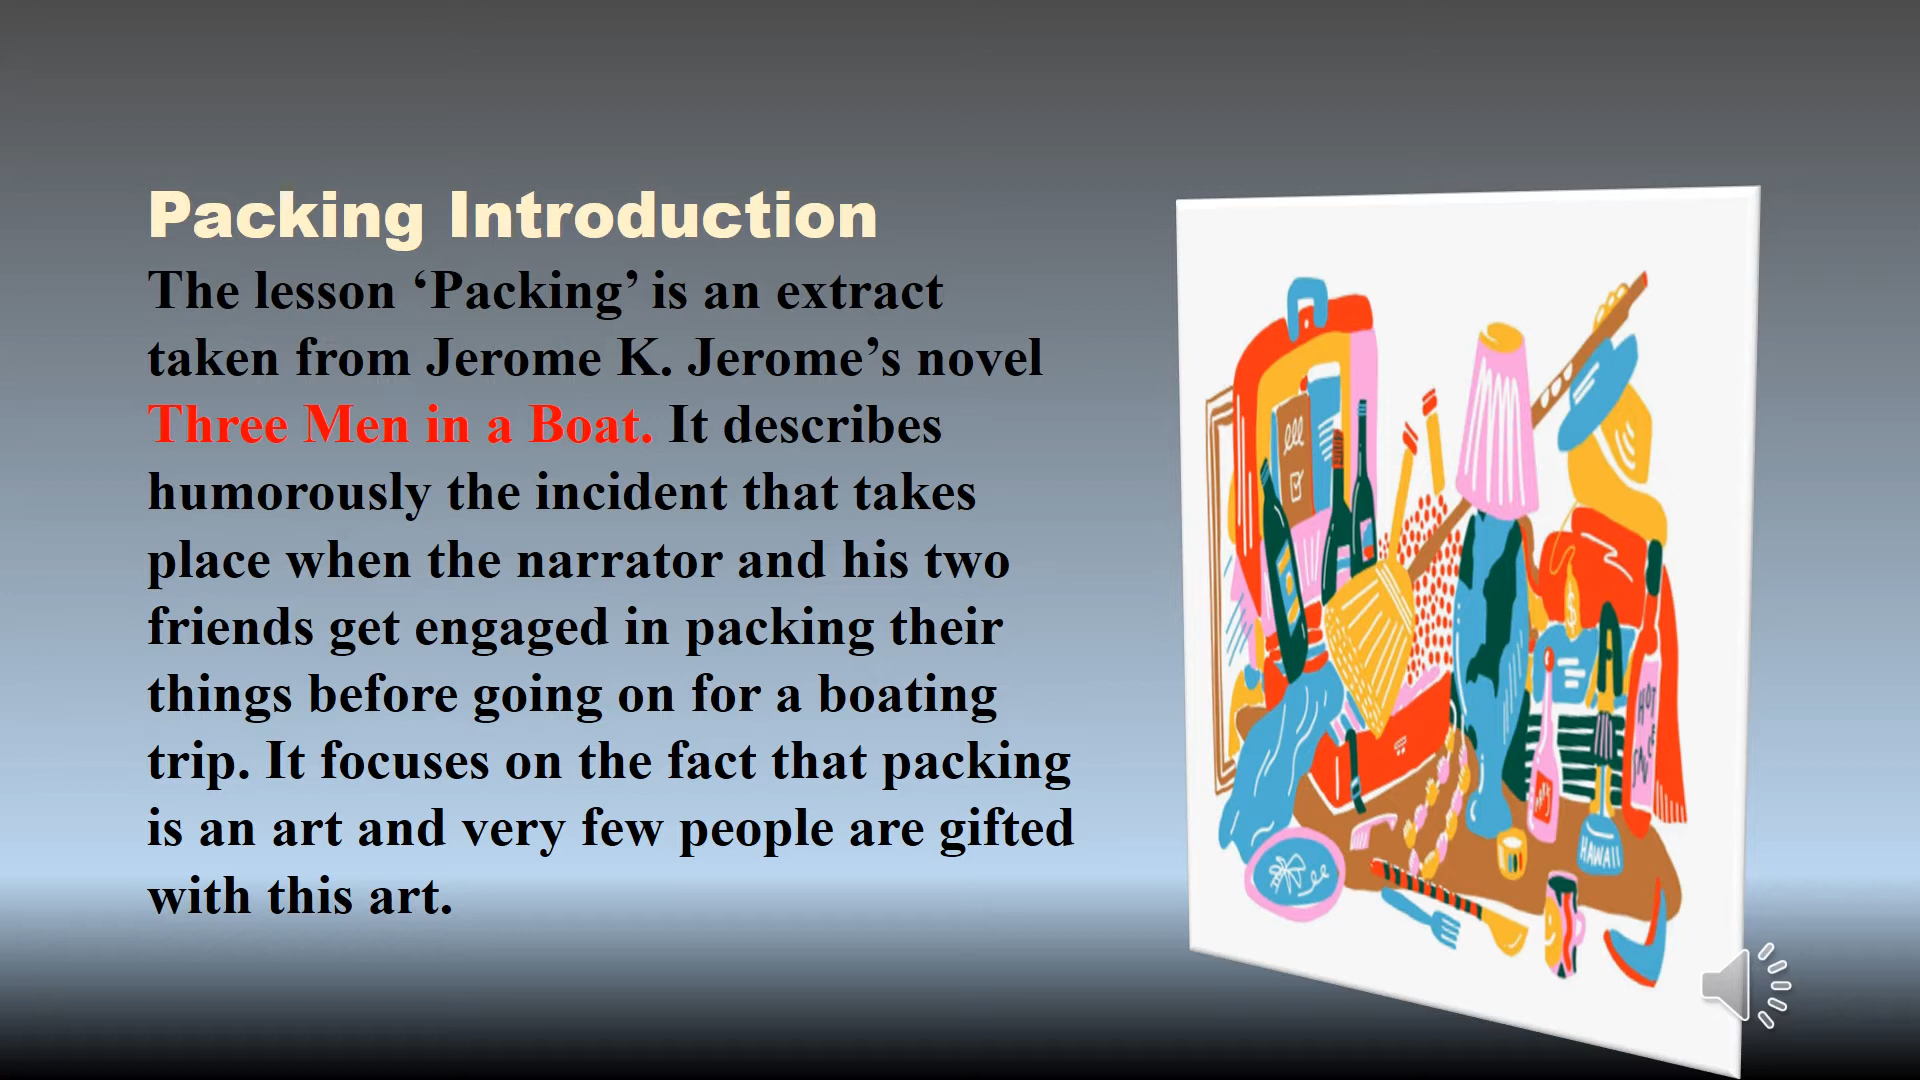 Packing Introduction
The lesson ‘Packing’ is an extract
taken from Jerome K. Jerome’s novel
Three Men in a Boat. It describes
humorously the incident that takes
place when the narrator and his two
friends get engaged in packing their
things before going on for a boating
trip. It focuses on the fact that packing
is an art and very few people are gifted
with this art.
HOT
HAWAII